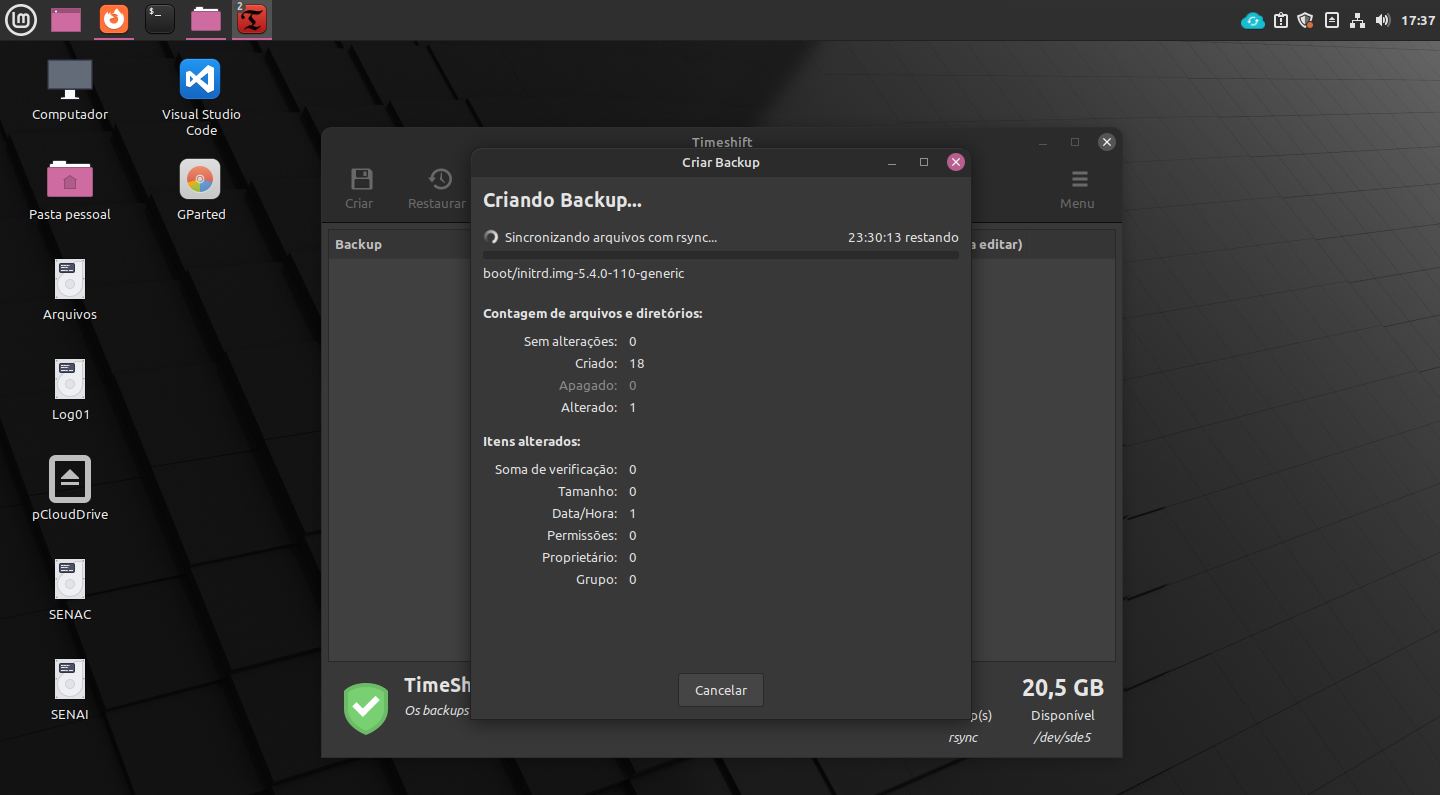 $_
2
17:37
Computador
Visual Studio
Code
Pasta pessoal
GParted
Arquivos
Log01
pCloudDrive
SENAC
SENAI
Timeshift
Criar
Restaurar
Menu
Backup
a editar)
Criar Backup
Criando Backup...
Sincronizando arquivos com rsync...
23:30:13 restando
boot/initrd.img-5.4.0-110-generic
Contagem de arquivos e diretórios:
Sem alterações: 0
Criado: 18
Apagado: 0
Alterado: 1
Itens alterados:
Soma de verificação: 0
Tamanho: 0
Data/Hora: 1
Permissões: 0
Proprietário: 0
Grupo: 0
Cancelar
TimeSh
Os backups
p(s)
rsync
20,5 GB
Disponível
/dev/sde5